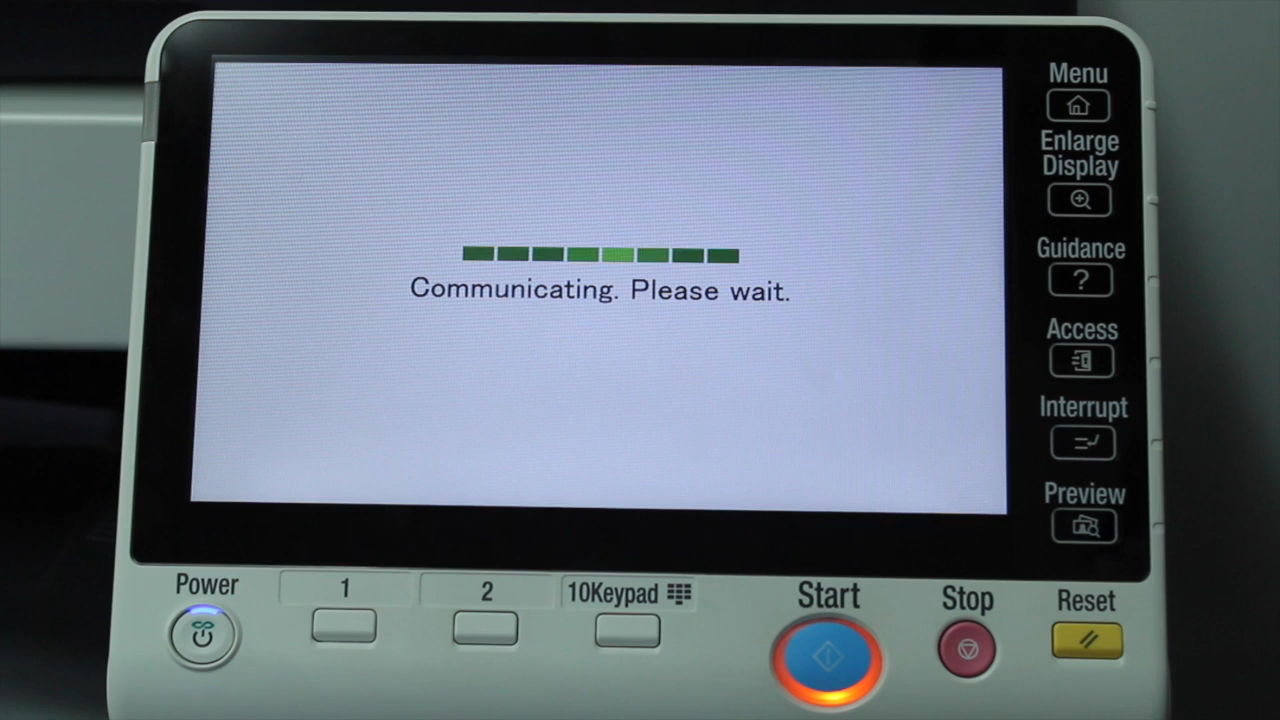 Menu
Enlarge
Display
Guidance
?
Access
Interrupt
Preview
Communicating. Please wait.
Power
1
2
10Keypad
Start
Stop
Reset